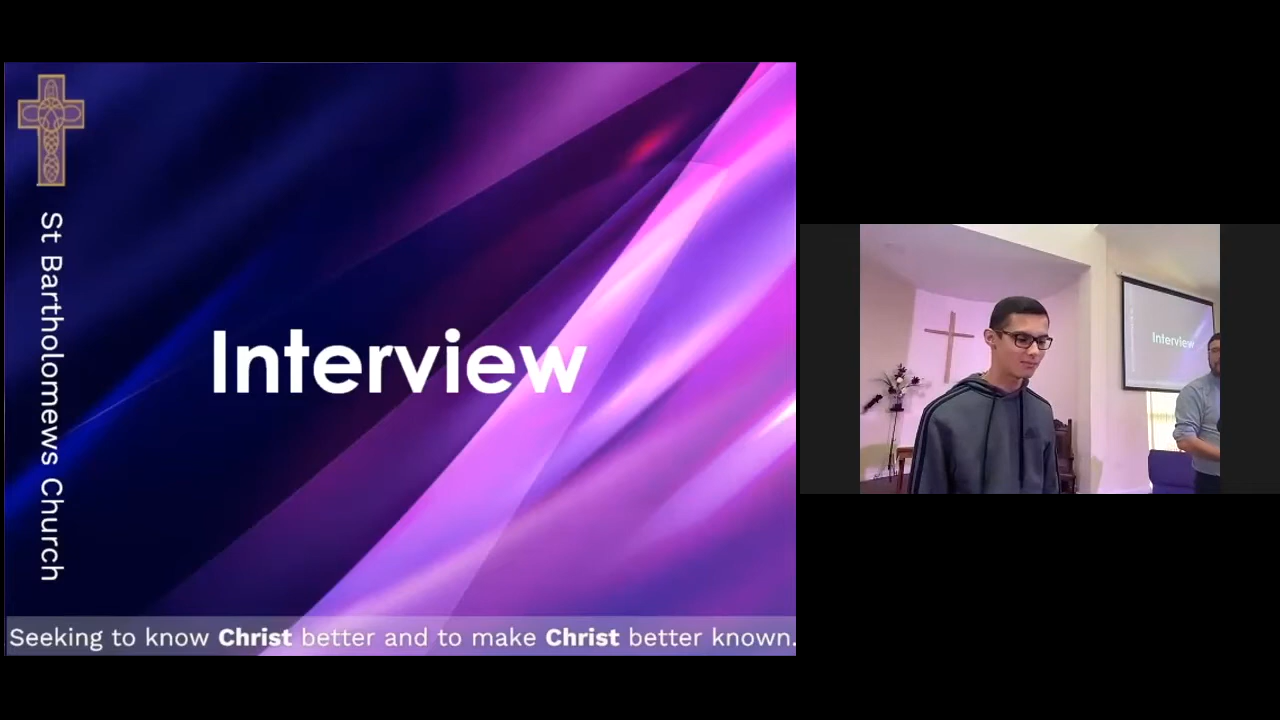 St Bartholomews Church
Interview
Seeking to know Christ better and to make Christ better known.
Interview